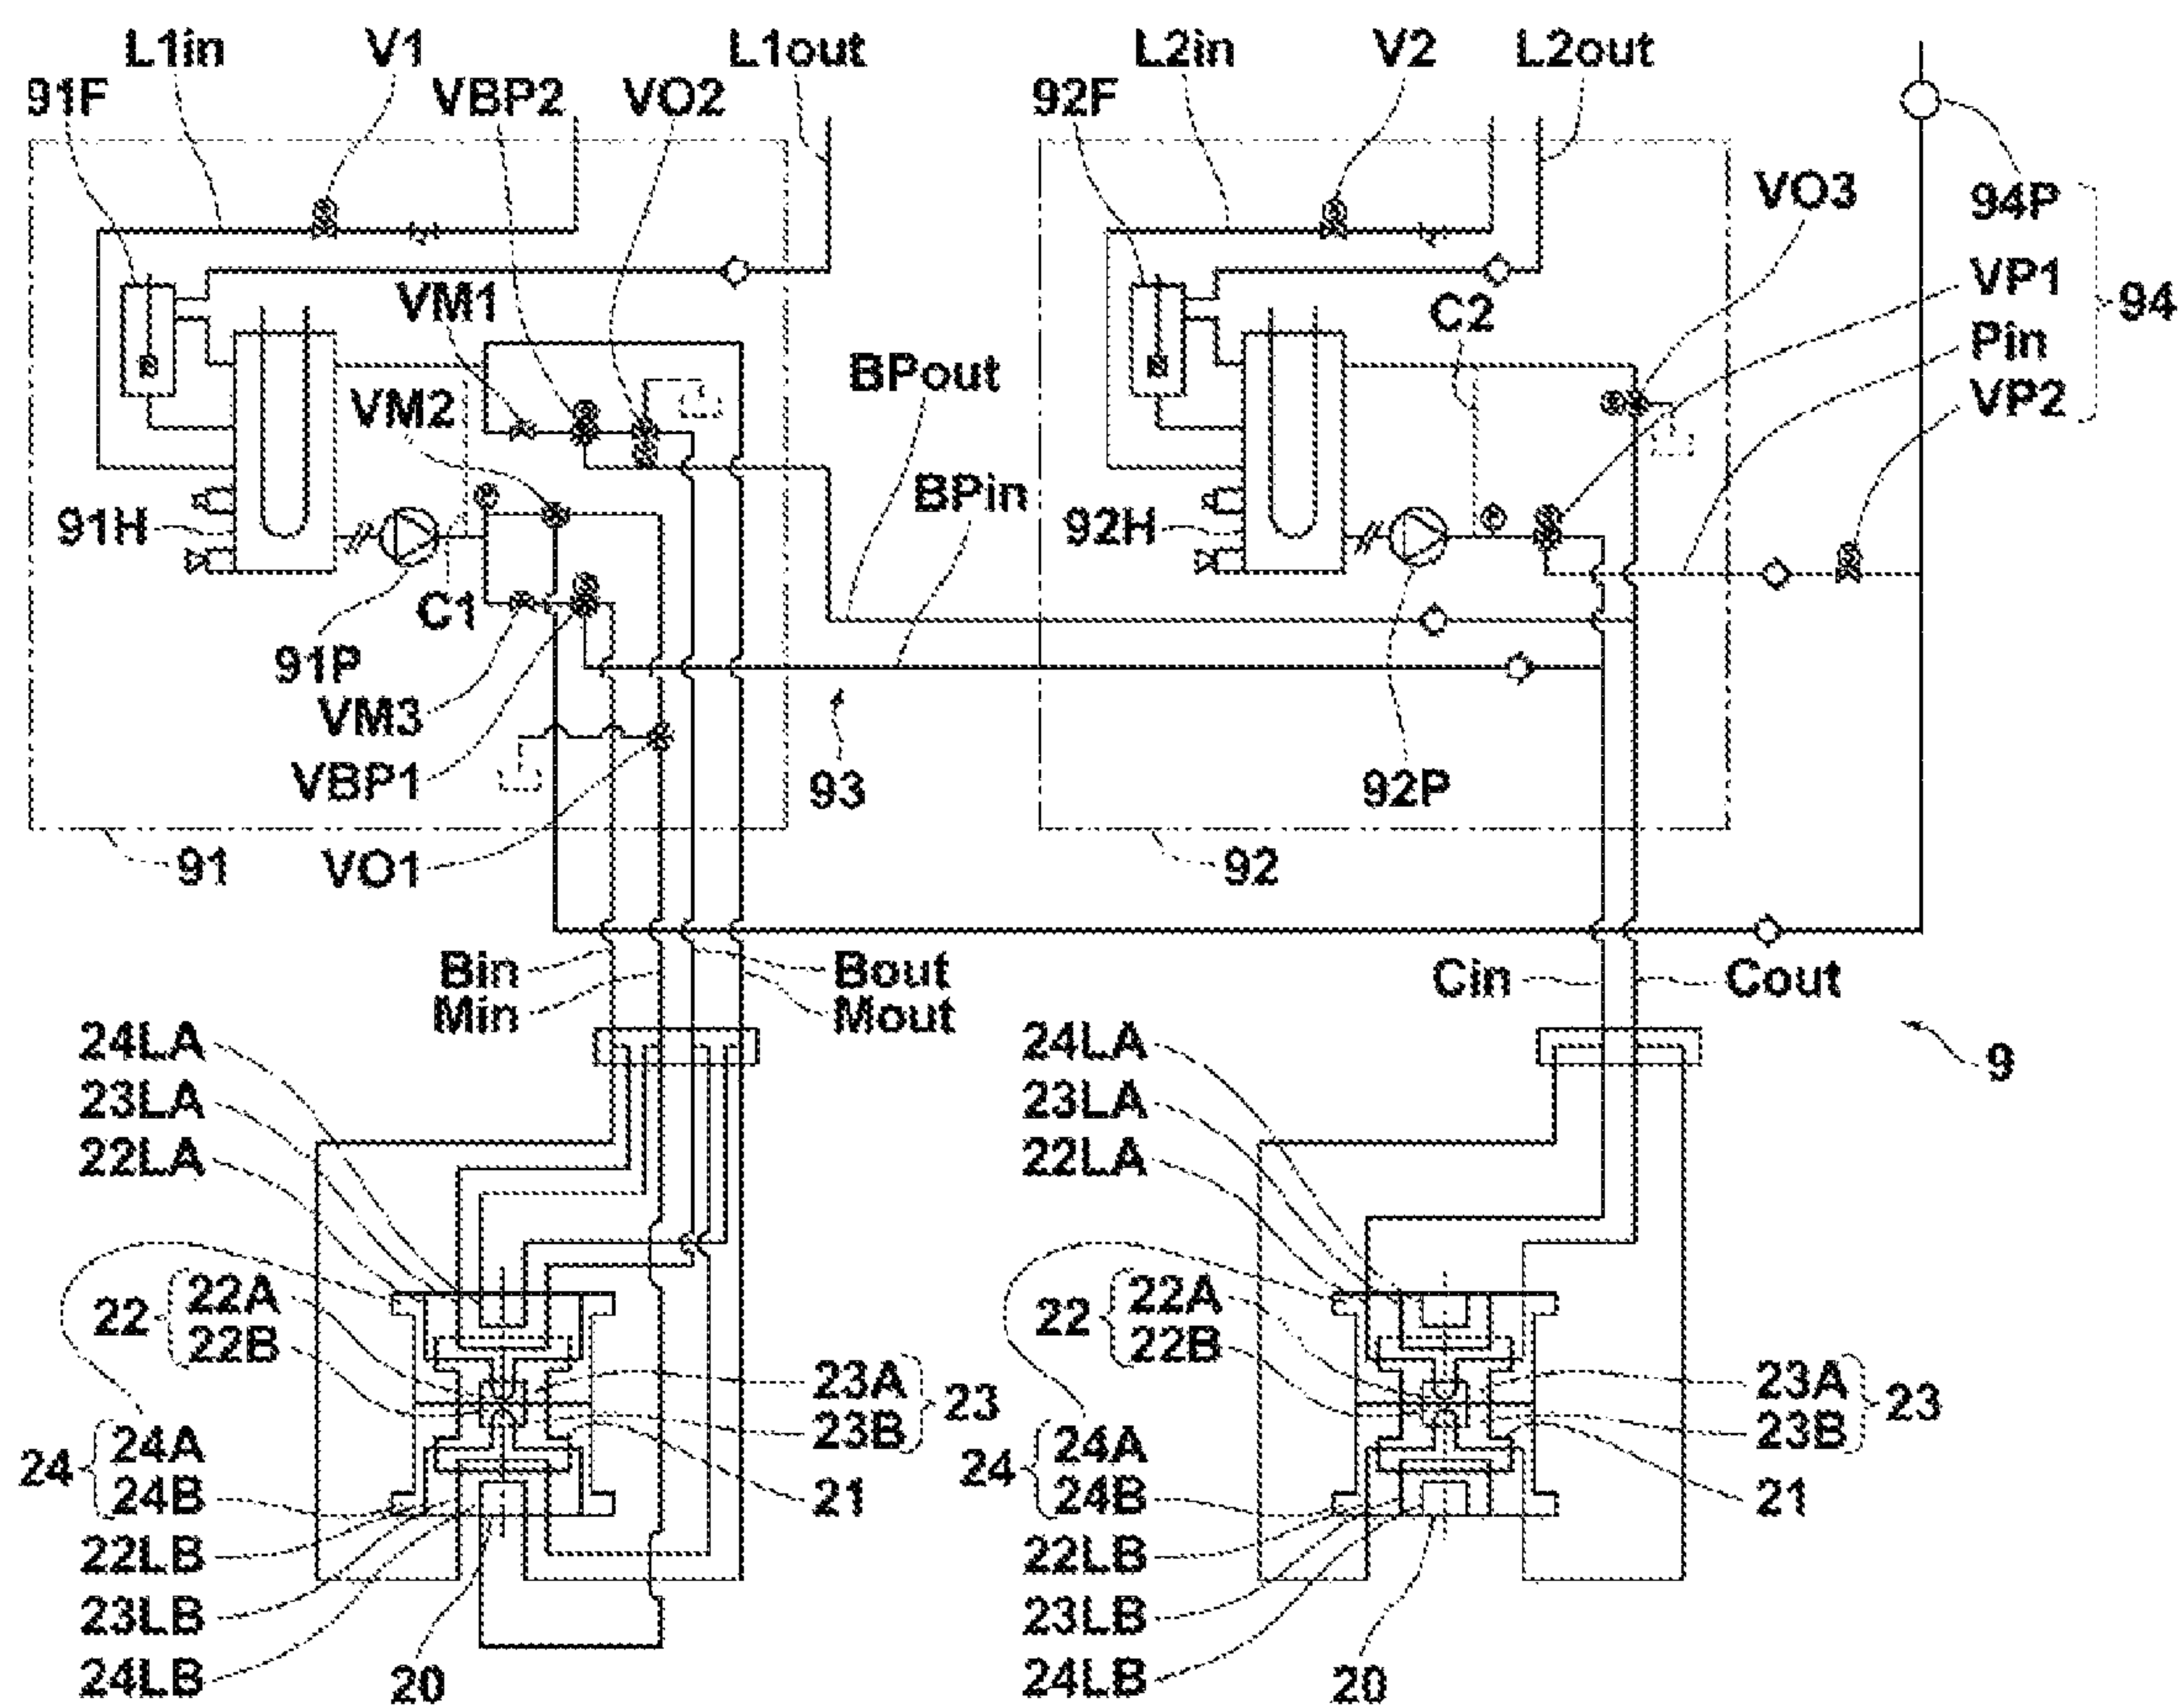 L1in V1 L1out L2in V2 L2out
91F VBP2 VO2 92F
94P
VO3
VP1
94
VM1 C2
Pin
BPout
VM2 VP2
BPin
91H 92H
C1
91P
VM3
VBP1 93 92P
91 VO1 92
Bin Bout Cin Cout
Min Mout
24LA 24LA 9
23LA 23LA
22LA 22LA
22 22A 22 22A
22B 22B
23A 23 23A 23
23B 23B
24 24A 24 24A
24B 21 24B 21
22LB 22LB
23LB 23LB
24LB 20 24LB 20